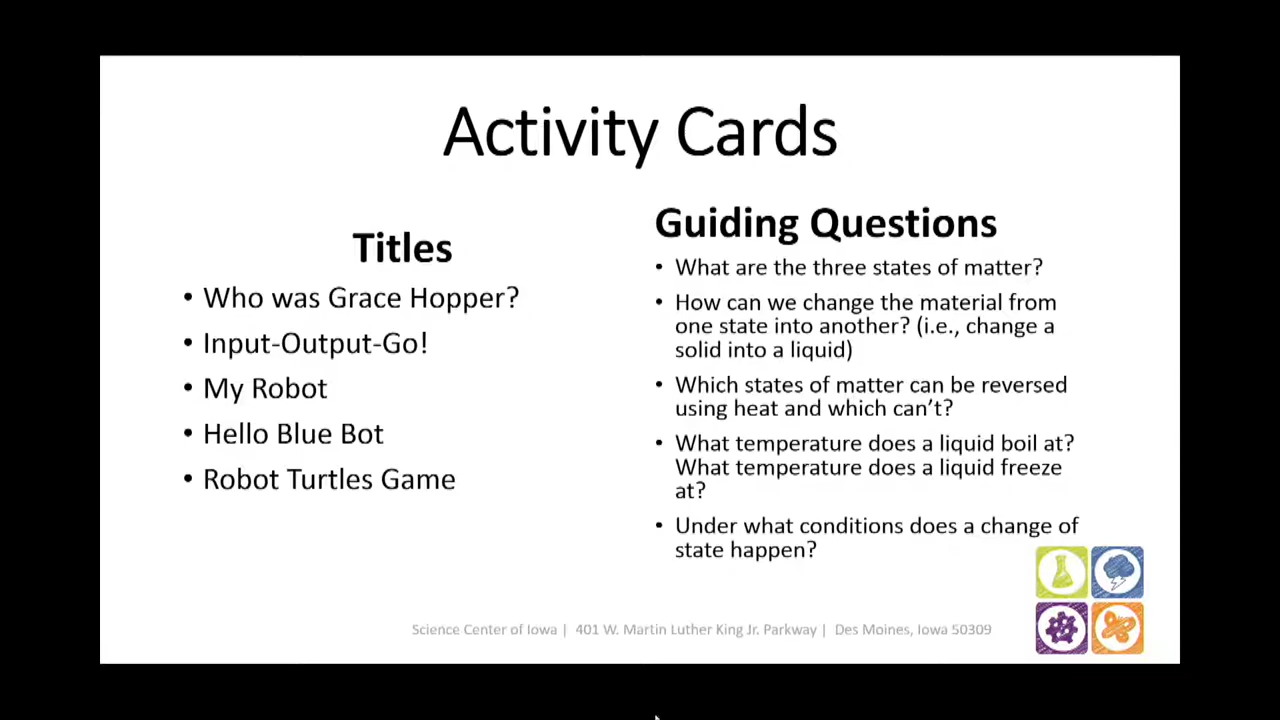 Activity Cards
Titles
• Who was Grace Hopper?
• Input-Output-Go!
• My Robot
• Hello Blue Bot
• Robot Turtles Game
Guiding Questions
• What are the three states of matter?
• How can we change the material from
one state into another? (i.e., change a
solid into a liquid)
• Which states of matter can be reversed
using heat and which can't?
• What temperature does a liquid boil at?
What temperature does a liquid freeze
at?
• Under what conditions does a change of
state happen?
Science Center of Iowa | 401 W. Martin Luther King Jr. Parkway | Des Moines, Iowa 50309